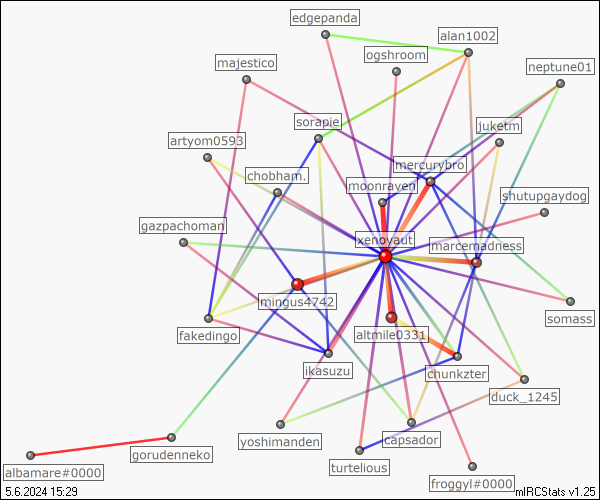 edgepanda
alan1002
majestico
ogshroom
neptune01
sorapie
juketm
artyom0593
mercurybro
chobham.
moonraven
shutupgaydog
gazpachoman
xenoyaut
marcemadness
mingus4742
somass
altmile0331
fakedingo
ikasuzu
chunkzter
duck_1245
yoshimanden
capsador
gorudenneko
turtelious
albamare#0000
froggyl#0000
5.6.2024 15:29
mIRCStats v1.25